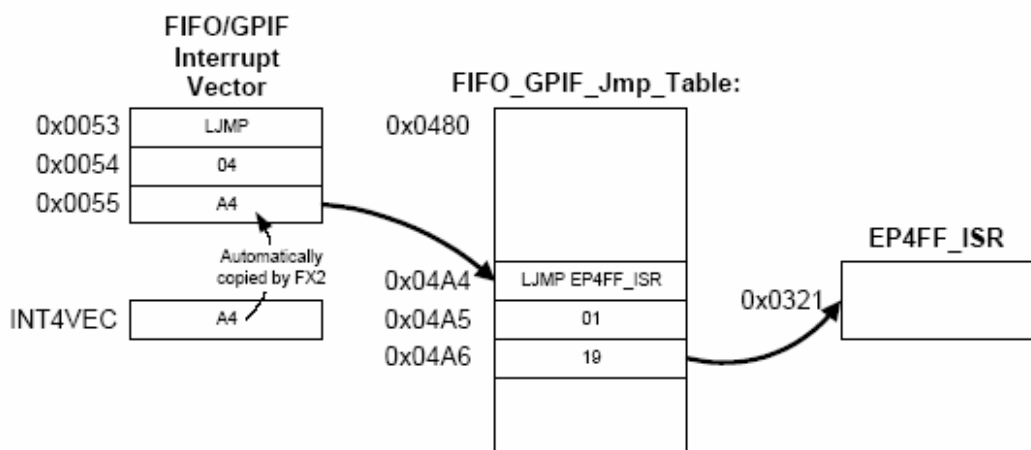 FIFO/GPIF
Interrupt
Vector
0x0053 LJMP
0x0054 04
0x0055 A4
Automatically
copied by FX2
INT4VEC A4
FIFO_GPIF_Jmp_Table:
0x0480
0x04A4 LJMP EP4FF_ISR
0x04A5 01
0x04A6 19
EP4FF_ISR
0x0321